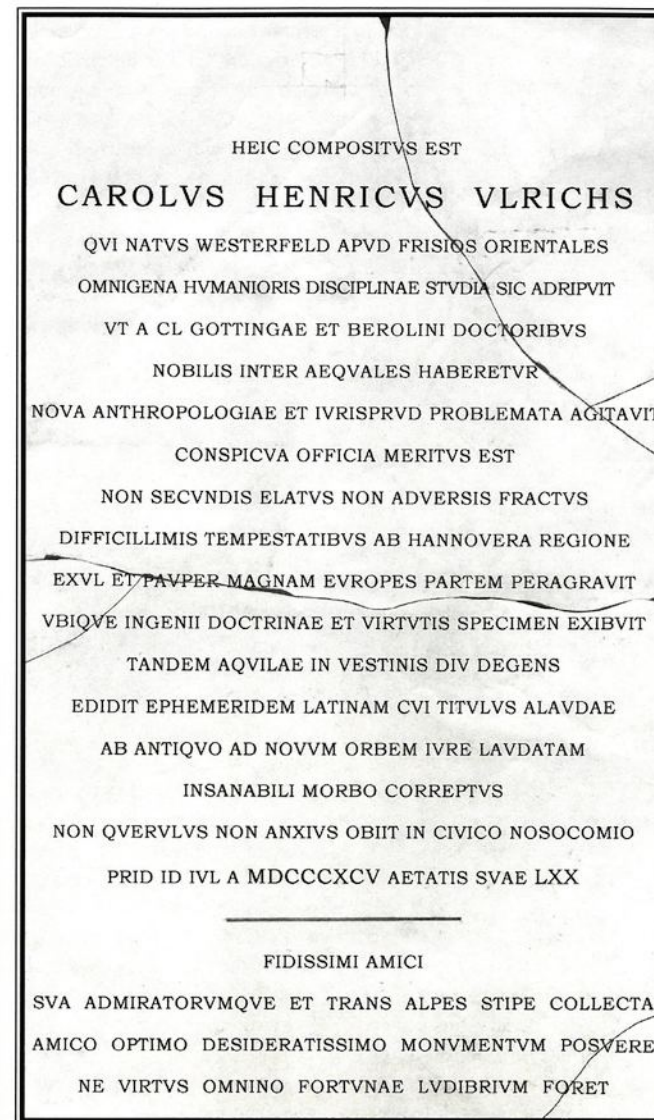 HEIC COMPOSITVS EST
CAROLVS HENRICVS VLRICHS
QVI NATVS WESTERFELD APVD FRISIOS ORIENTALES
OMNIGENA HVMANIORIS DISCIPLINAE STVDIA SIC ADRIPVIT
VT A CL GOTTINGAE ET BEROLINI DOCTORIBVS
NOBILIS INTER AEQVALES HABERETVR
NOVA ANTHROPOLOGIAE ET IVRISPRVD PROBLEMATA AGITAVIT
CONSPICVA OFFICIA MERITVS EST
NON SECVNDIS ELATVS NON ADVERSIS FRACTVS
DIFFICILLIMIS TEMPESTATIBVS AB HANNOVERA REGIONE
EXVL ET PAVPER MAGNAM EVROPES PARTEM PERAGRAVIT
VBIQVE INGENII DOCTRINAE ET VIRTVTIS SPECIMEN EXIBVIT
TANDEM AQVILAE IN VESTINIS DIV DEGENS
EDIDIT EPHEMERIDEM LATINAM CVI TITVLVS ALAVDAE
AB ANTIQVO AD NOVVM ORBEM IVRE LAVDATAM
INSANABILI MORBO CORREPTVS
NON QVERVLVS NON ANXIVS OBIIT IN CIVICO NOSOCOMIO
PRID ID IVL A MDCCCXCV AETATIS SVAE LXX
FIDISSIMI AMICI
SVA ADMIRATORVMQVE ET TRANS ALPES STIPE COLLECTA
AMICO OPTIMO DESIDERATISSIMO MONVMENTVM POSVERE
NE VIRTVS OMNINO FORTVNAE LVDIBRIVM FORET